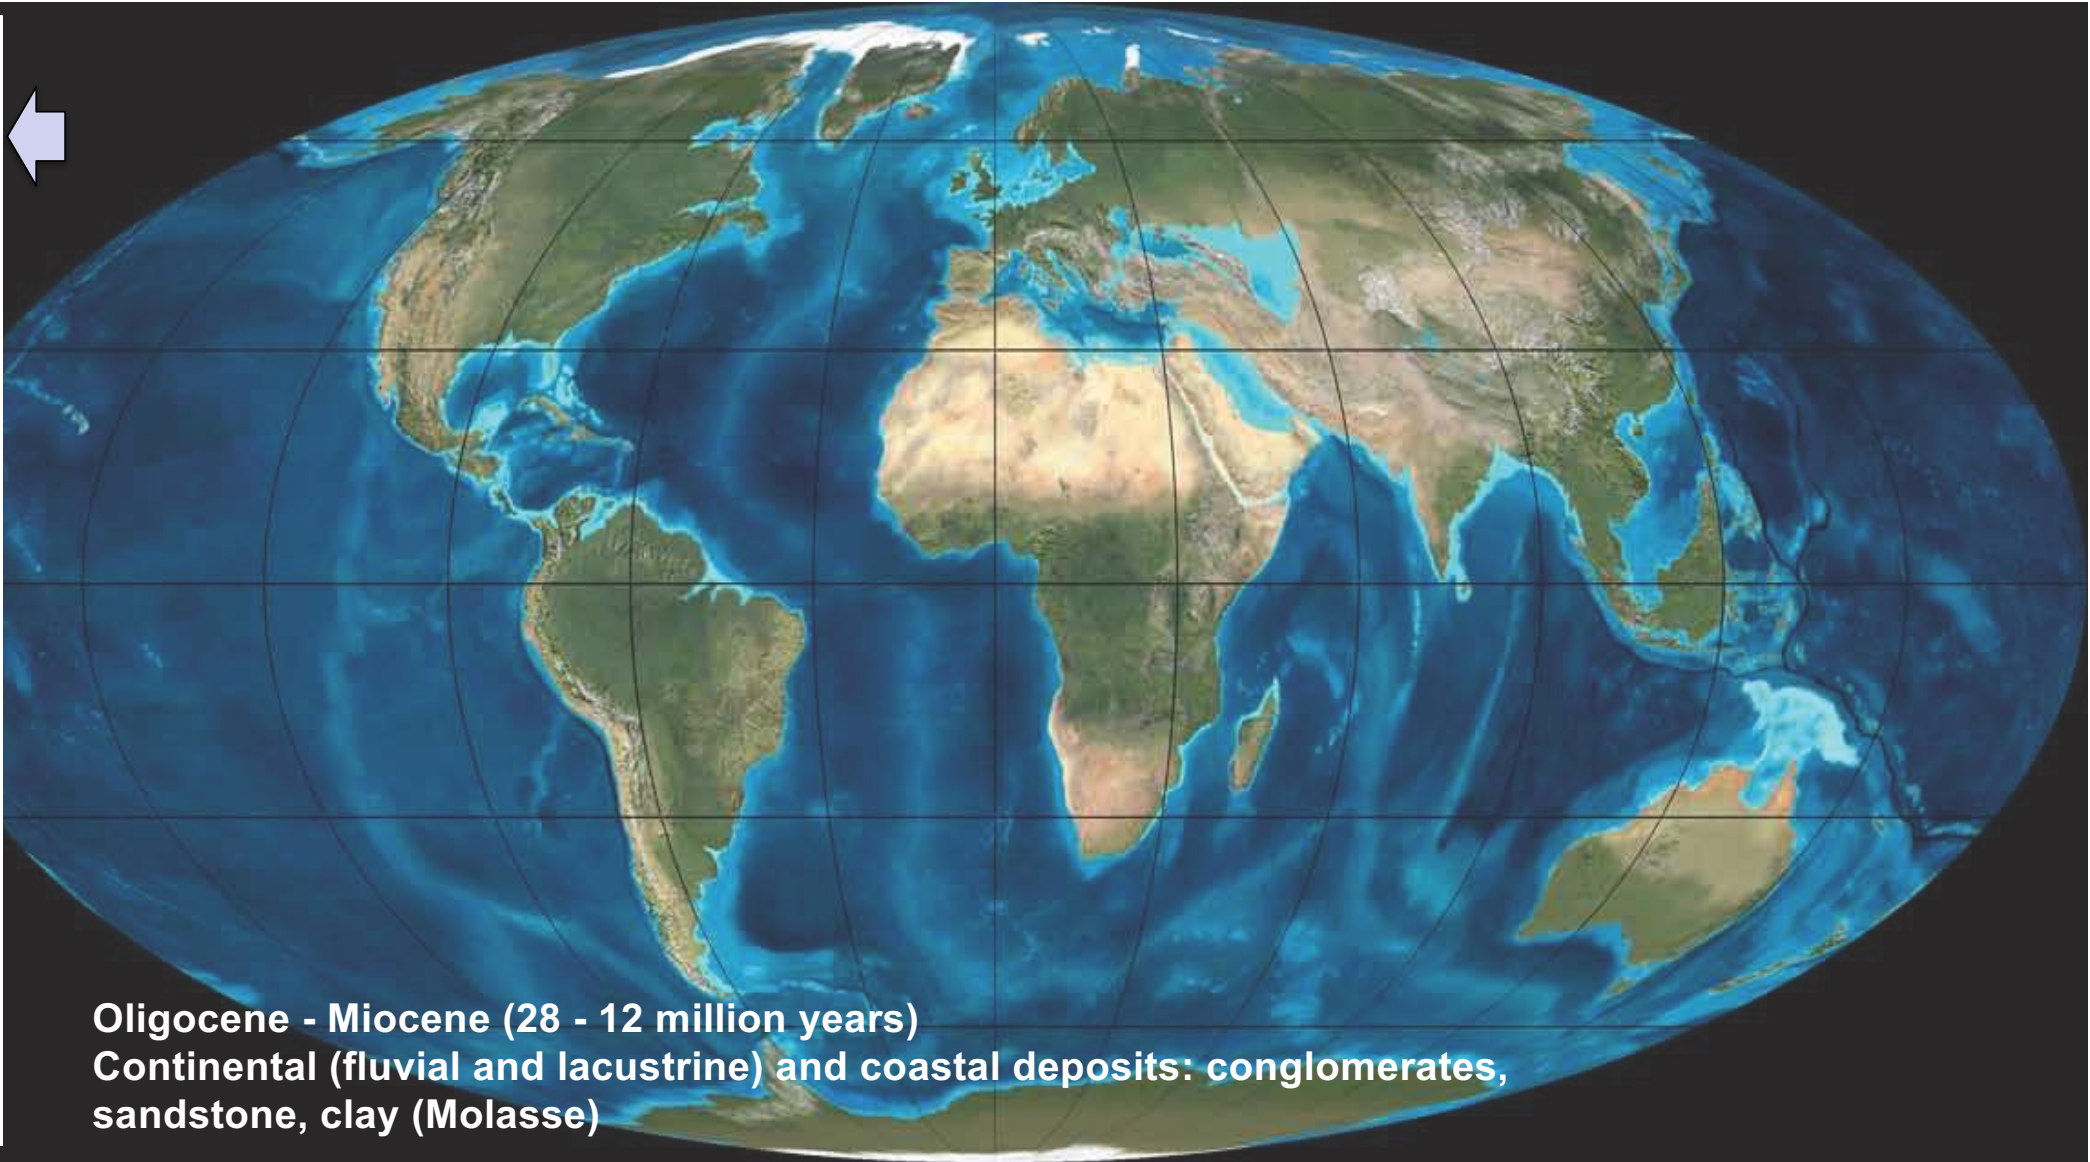 Oligocene - Miocene (28 - 12 million years)
Continental (fluvial and lacustrine) and coastal deposits: conglomerates,
sandstone, clay (Molasse)